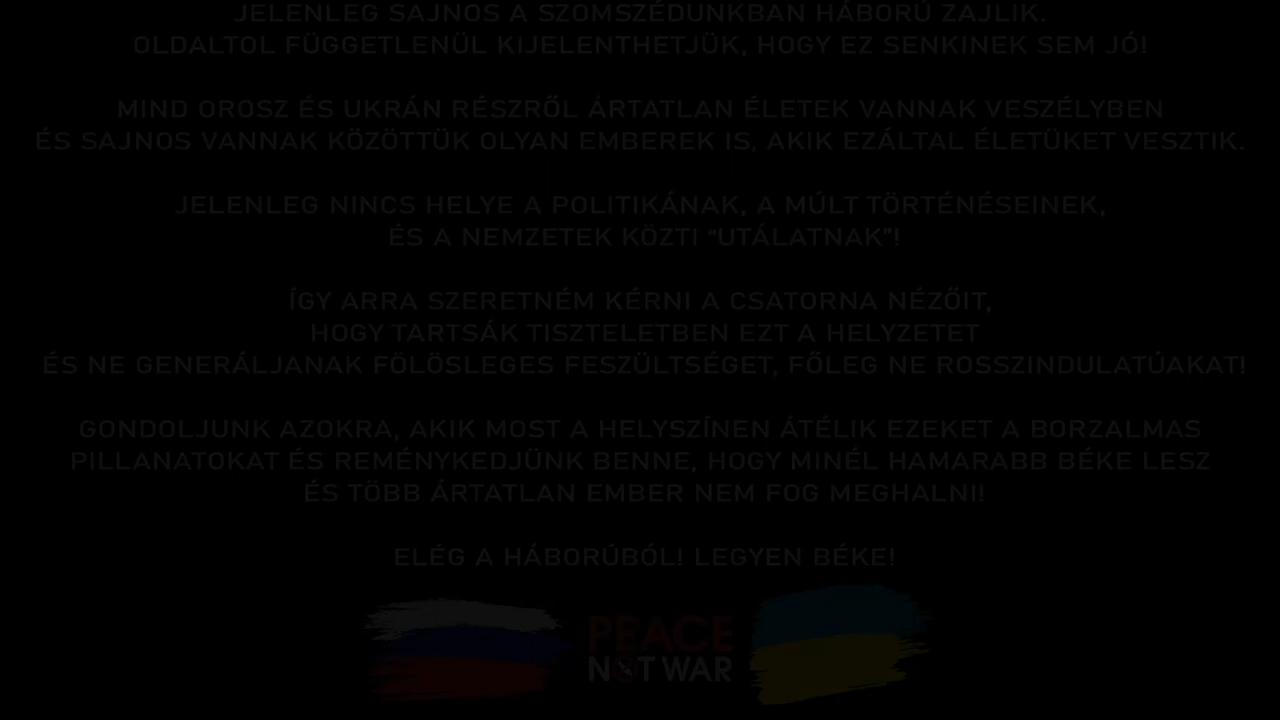 JELENLEG SAJNOS A SZOMSZÉDUNKBAN HÁBORÚ ZAJLIK.
OLDALTOL FÜGGETLENÜL KIJELENTHETJÜK, HOGY EZ SENKINEK SEM JÓ!
MIND OROSZ ÉS UKRÁN RÉSZRŐL ÁRTATLAN ÉLETEK VANNAK VESZÉLYBEN
ÉS SAJNOS VANNAK KÖZÖTTÜK OLYAN EMBEREK IS, AKIK EZÁLTAL ÉLETÜKET VESZTIK.
JELENLEG NINCS HELYE A POLITIKÁNAK, A MÚLT TÖRTÉNÉSEINEK,
ÉS A NEMZETEK KÖZTI “UTÁLATNAK”!
ÍGY ARRA SZERETNÉM KÉRNI A CSATORNA NÉZŐIT,
HOGY TARTSÁK TISZTELETBEN EZT A HELYZETET
ÉS NE GENERÁLJANAK FÖLÖSLEGES FESZÜLTSÉGET, FŐLEG NE ROSSZINDULATÚAKAT!
GONDOLJUNK AZOKRA, AKIK MOST A HELYSZÍNEN ÁTÉLIK EZEKET A BORZALMAS
PILLANATOKAT ÉS REMÉNYKEDJÜNK BENNE, HOGY MINÉL HAMARABB BÉKE LESZ
ÉS TÖBB ÁRTATLAN EMBER NEM FOG MEGHALNI!
ELÉG A HÁBORÚBÓL! LEGYEN BÉKE!
PEACE
NOT WAR